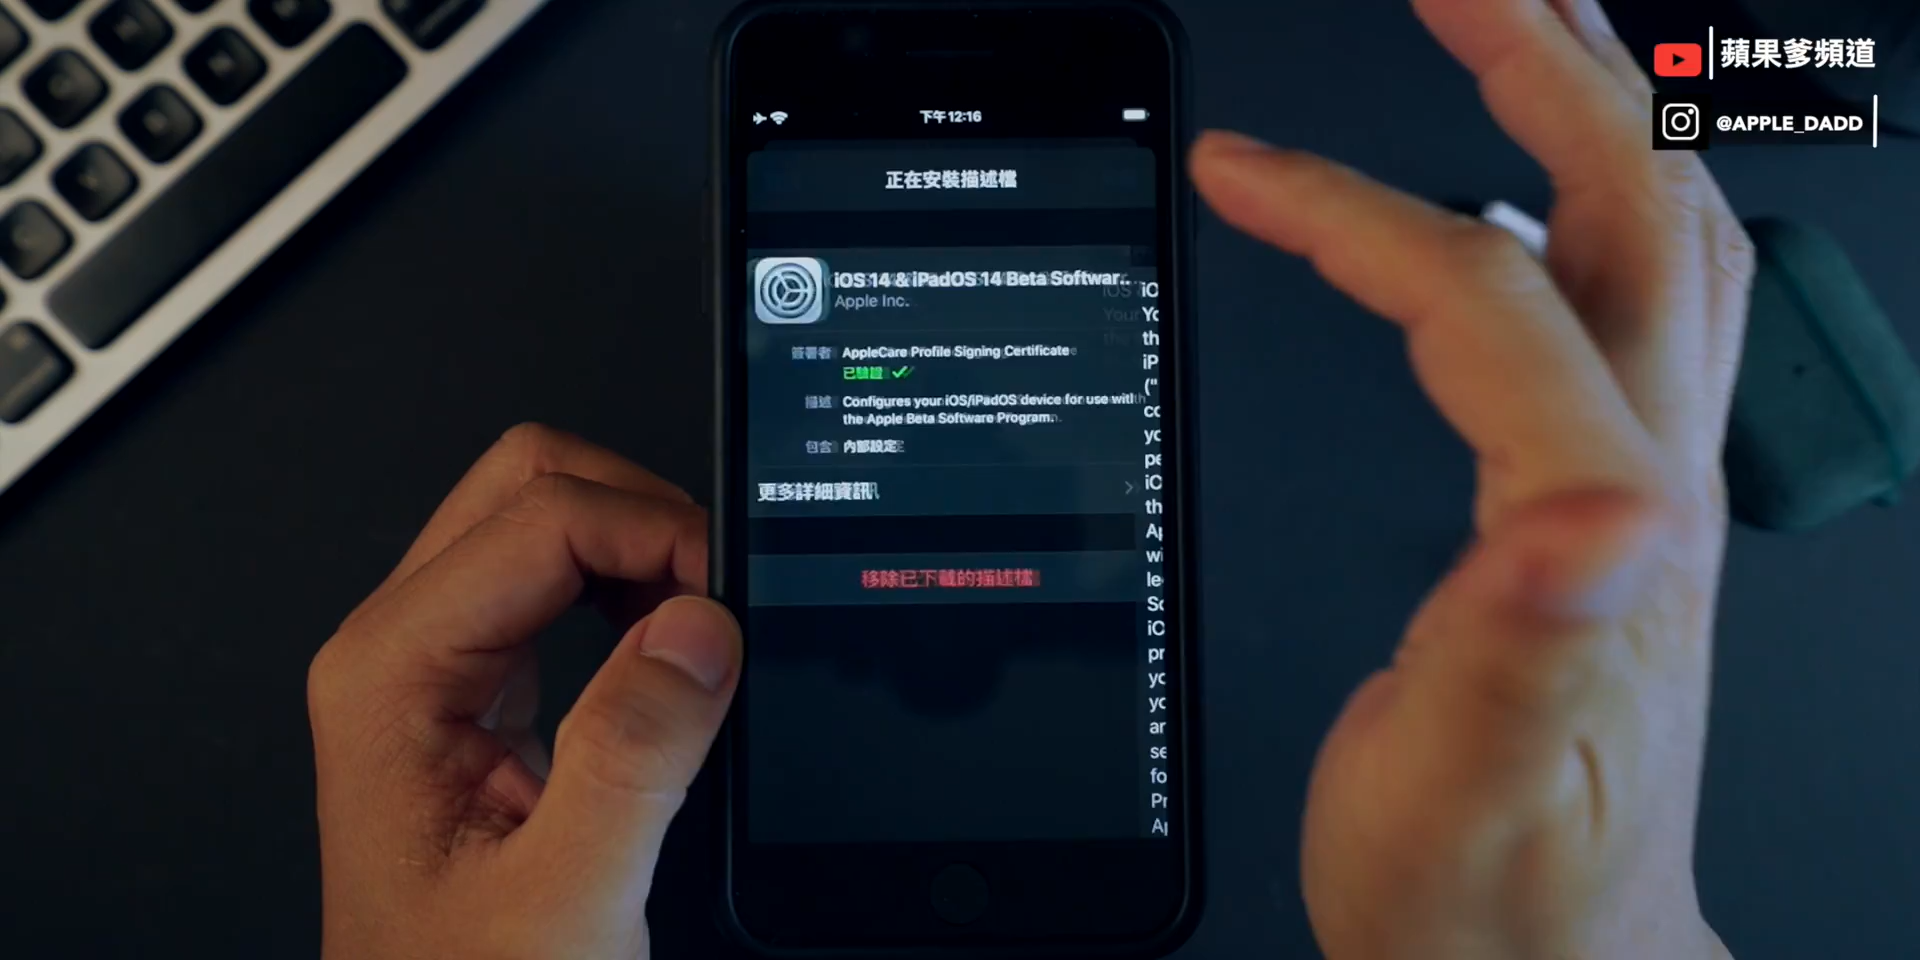 蘋果爹頻道
@APPLE_DADD
下午12:16
正在安裝描述檔
iOS 14 & iPadOS 14 Beta Softwar...
Apple Inc.
簽署者 AppleCare Profile Signing Certificate
已驗證
描述 Configures your iOS/iPadOS device for use with
the Apple Beta Software Program.
包含 內部設定
更多詳細資訊
移除已下載的描述檔